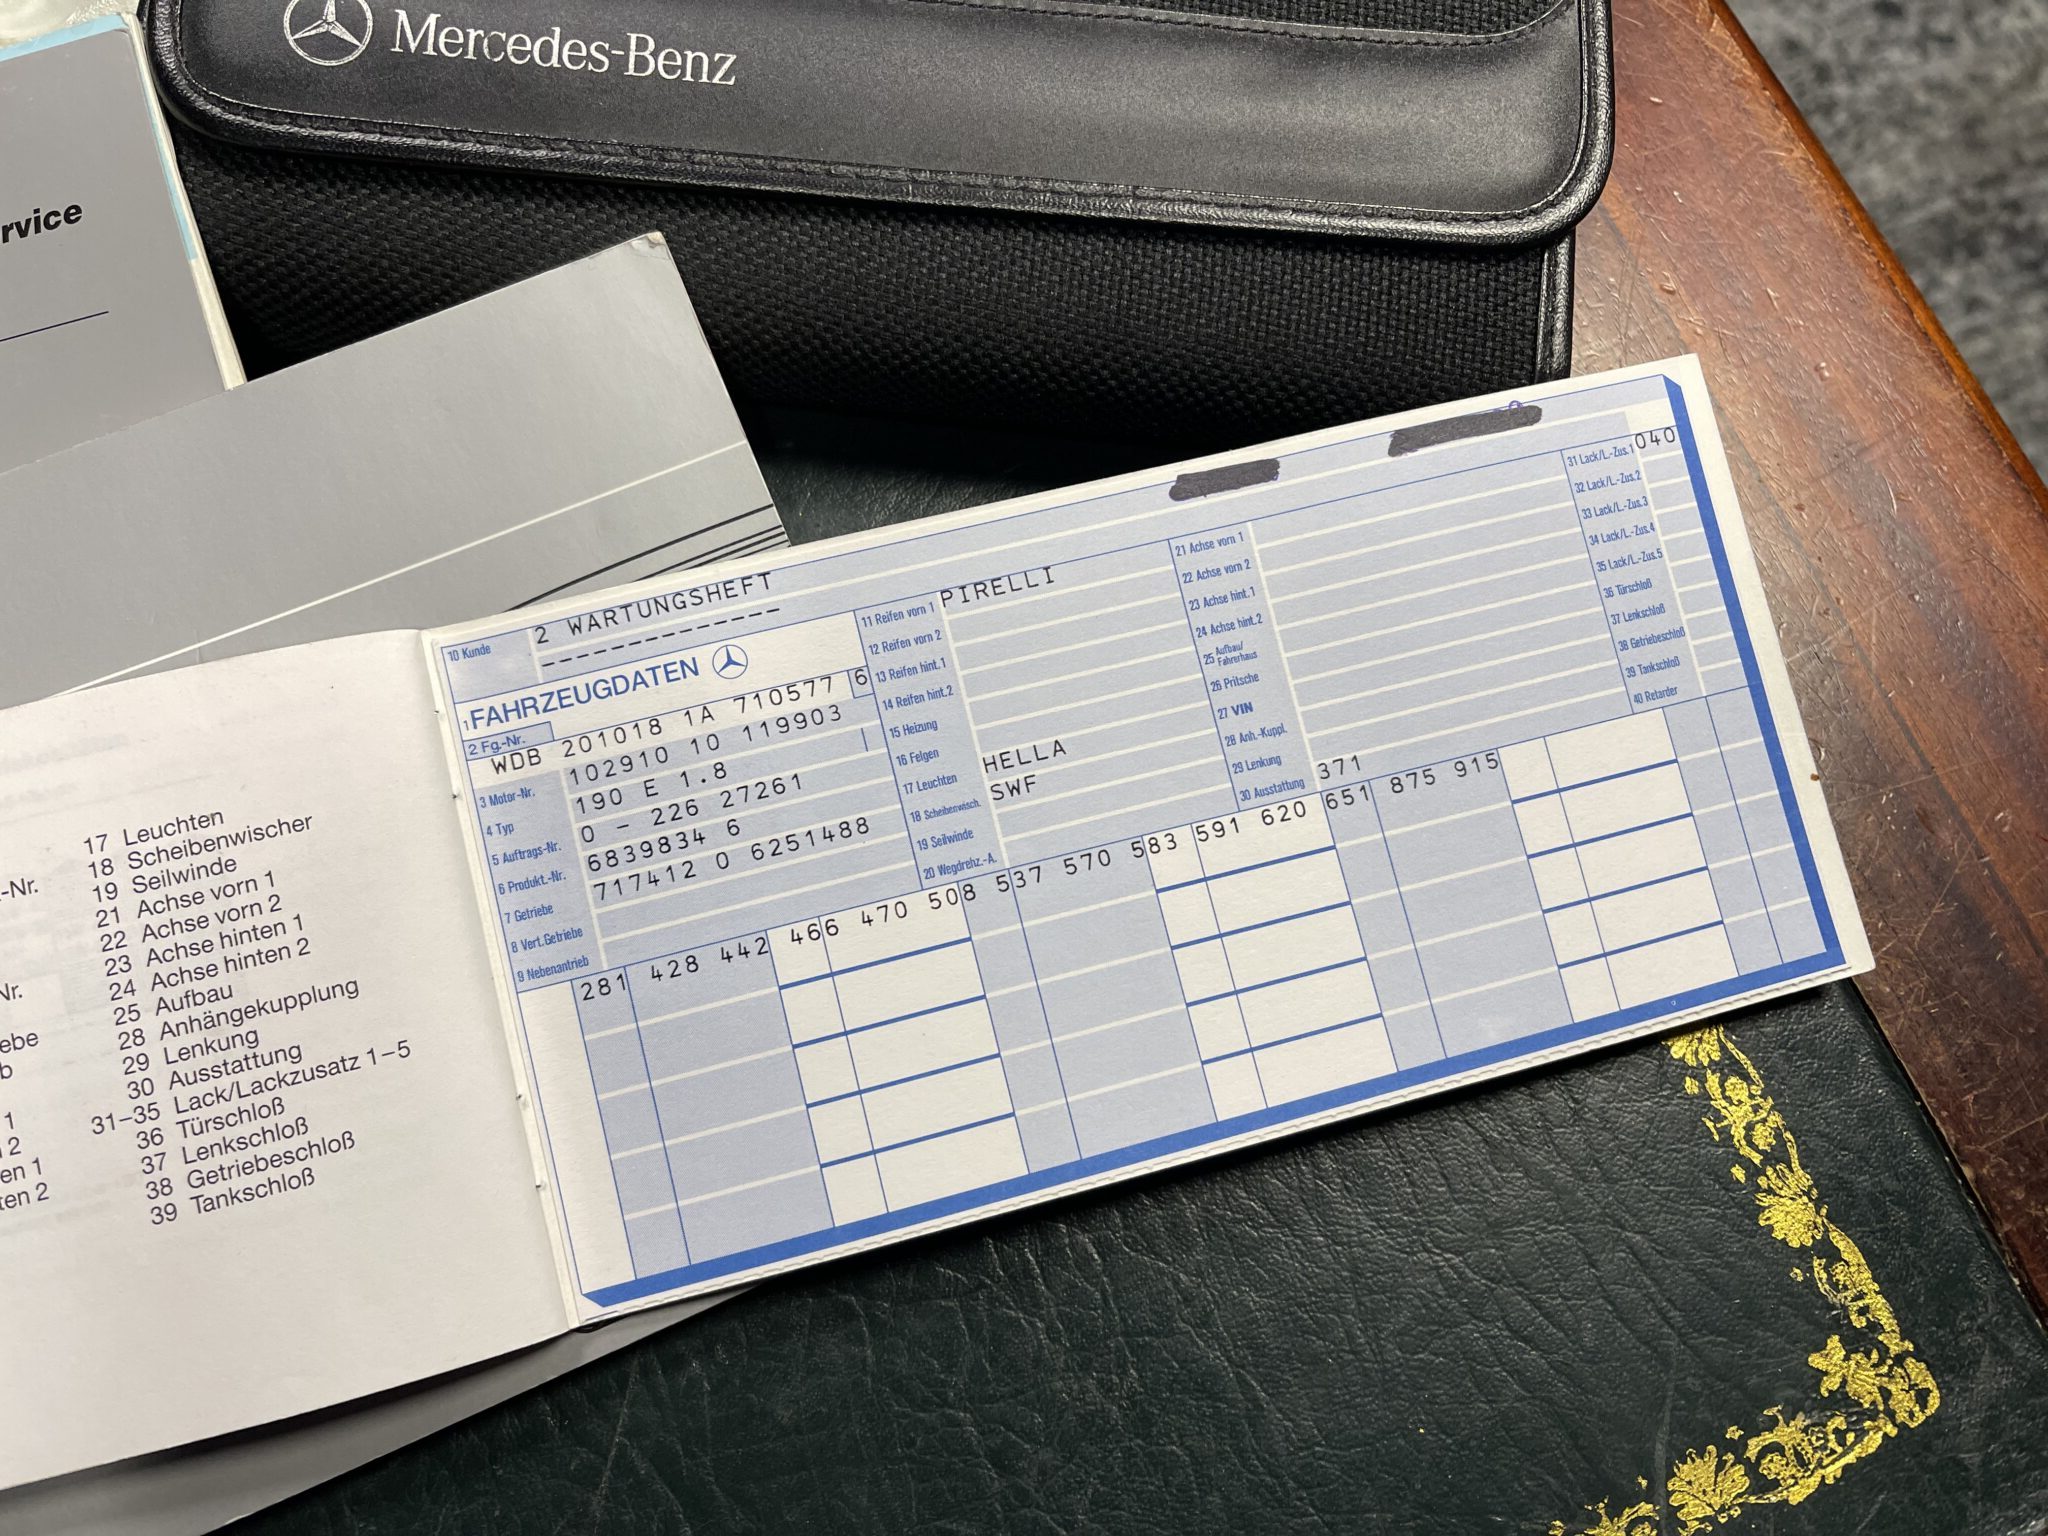 Mercedes-Benz
rvice
10 Kunde
2 WARTUNGSHEFT
--------------
1 FAHRZEUGDATEN
2 Fg.-Nr.
WDB 201018 1A 710577 6
3 Motor-Nr. 102910 10 119903
4 Typ 190 E 1.8
5 Auftrags-Nr. 0 - 226 27261
6 Produkt.-Nr. 6839834 6
7 Getriebe 717412 0 6251488
8 Vert.Getriebe
9 Nebenantrieb
11 Reifen vorn 1 PIRELLI
12 Reifen vorn 2
13 Reifen hint.1
14 Reifen hint.2
15 Heizung
16 Felgen
17 Leuchten HELLA
18 Scheibenwisch. SWF
19 Seilwinde
20 Wegdrehz.-A.
21 Achse vorn 1
22 Achse vorn 2
23 Achse hint.1
24 Achse hint.2
25 Aufbau/
Fahrerhaus
26 Pritsche
27 VIN
28 Anh.-Kuppl.
29 Lenkung
30 Ausstattung 371
31 Lack/L.-Zus.1 040
32 Lack/L.-Zus.2
33 Lack/L.-Zus.3
34 Lack/L.-Zus.4
35 Lack/L.-Zus.5
36 Türschloß
37 Lenkschloß
38 Getriebeschloß
39 Tankschloß
40 Retarder
281 428 442 466 470 508 537 570 583 591 620 651 875 915
-Nr.
Nr.
ebe
b
1
2
en 1
ten 2
17 Leuchten
18 Scheibenwischer
19 Seilwinde
21 Achse vorn 1
22 Achse vorn 2
23 Achse hinten 1
24 Achse hinten 2
25 Aufbau
28 Anhängekupplung
29 Lenkung
30 Ausstattung
31–35 Lack/Lackzusatz 1–5
36 Türschloß
37 Lenkschloß
38 Getriebeschloß
39 Tankschloß